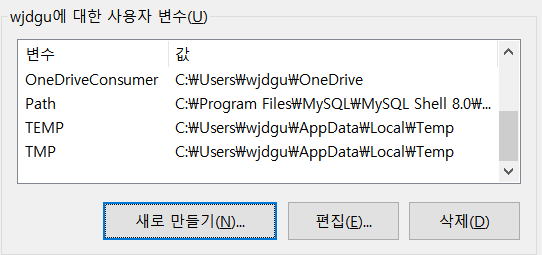 wjdgu에 대한 사용자 변수(U)
변수 값
OneDriveConsumer C:₩Users₩wjdgu₩OneDrive
Path C:₩Program Files₩MySQL₩MySQL Shell 8.0₩...
TEMP C:₩Users₩wjdgu₩AppData₩Local₩Temp
TMP C:₩Users₩wjdgu₩AppData₩Local₩Temp
새로 만들기(N)... 편집(E)... 삭제(D)